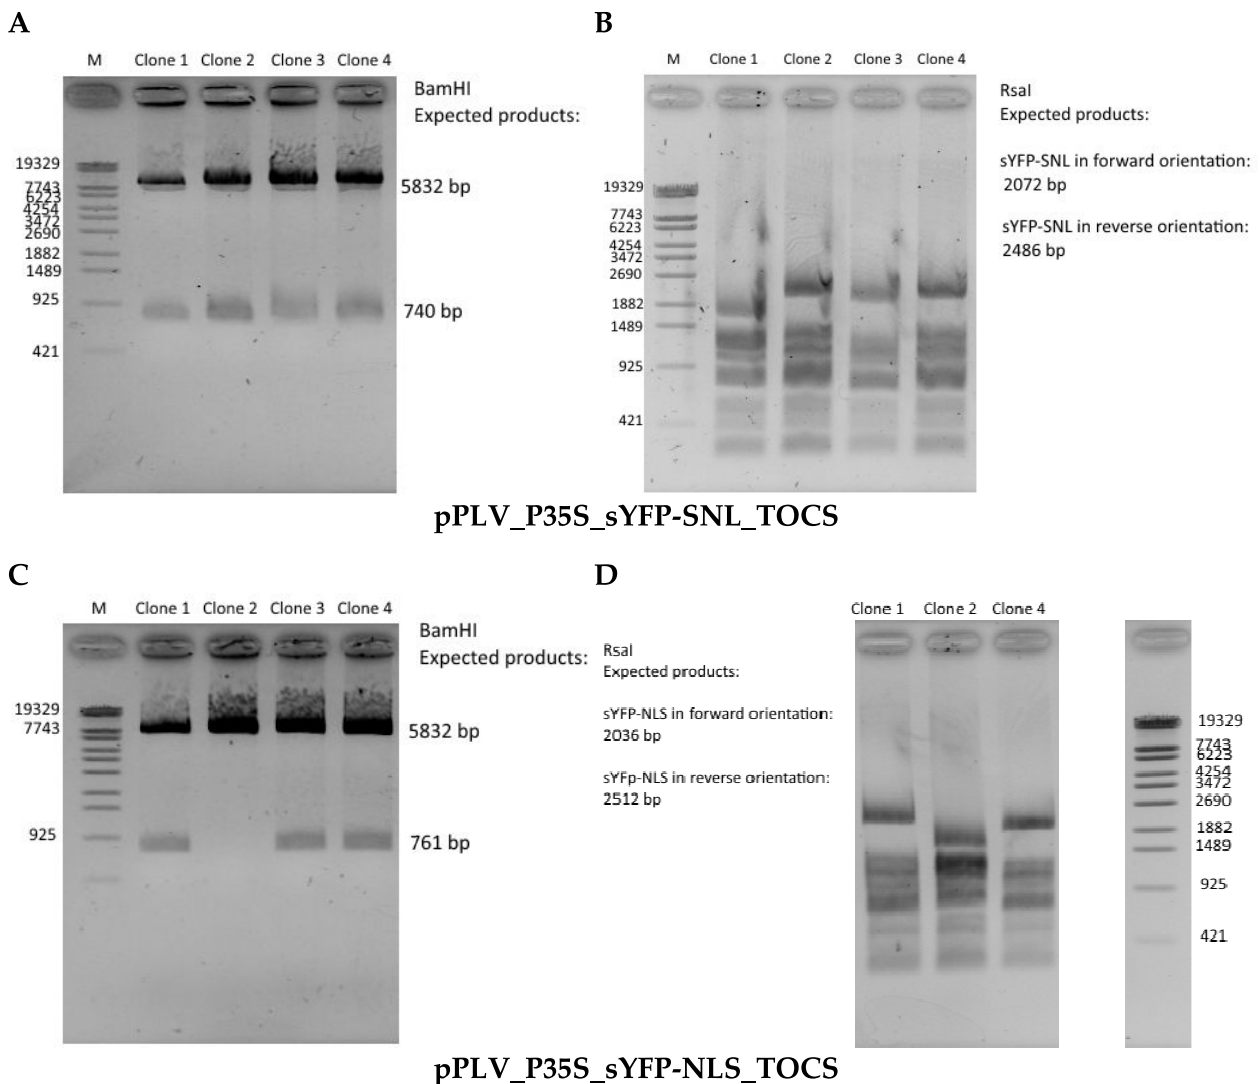 A
M Clone 1 Clone 2 Clone 3 Clone 4
BamHI
Expected products:
19329
7743
6223
4254
3472
2690
1882
1489
925
421
5832 bp
740 bp
B
M Clone 1 Clone 2 Clone 3 Clone 4
RsaI
Expected products:
sYFP-SNL in forward orientation:
2072 bp
sYFP-SNL in reverse orientation:
2486 bp
19329
7743
6223
4254
3472
2690
1882
1489
925
421
pPLV_P35S_sYFP-SNL_TOCS
C
M Clone 1 Clone 2 Clone 3 Clone 4
BamHI
Expected products:
19329
7743
925
5832 bp
761 bp
D
Clone 1 Clone 2 Clone 4
RsaI
Expected products:
sYFP-NLS in forward orientation:
2036 bp
sYFp-NLS in reverse orientation:
2512 bp
19329
7743
6223
4254
3472
2690
1882
1489
925
421
pPLV_P35S_sYFP-NLS_TOCS